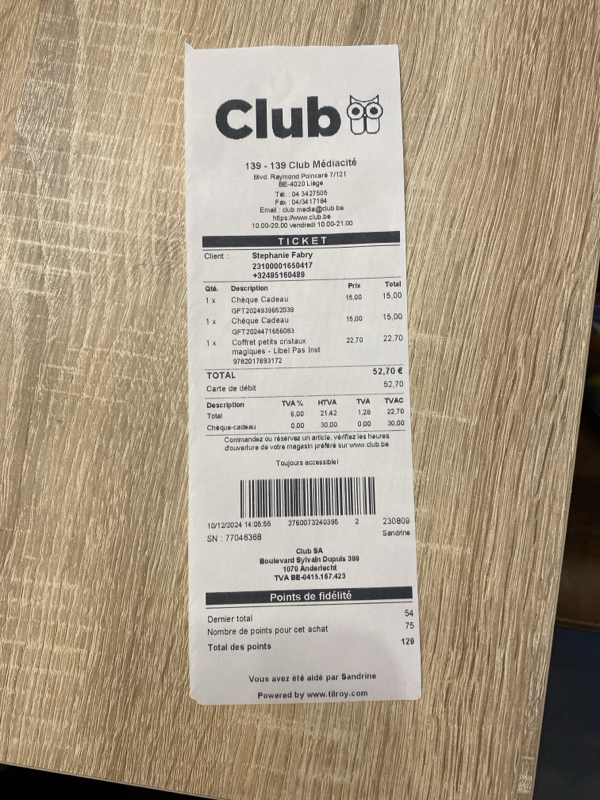 Club
139 - 139 Club Médiacité
Blvd. Raymond Poincaré 7/121
BE-4020 Liège
Tél. : 04 3427505
Fax : 04/3417184
Email : club.media@club.be
https://www.club.be
10.00-20.00 vendredi 10.00-21.00
TICKET
Client : Stephanie Fabry
23100001650417
+32495160489
Qté. Description Prix Total
1 x Chèque Cadeau 15,00 15,00
GFT2024939652039
1 x Chèque Cadeau 15,00 15,00
GFT2024471656083
1 x Coffret petits cristaux 22,70 22,70
magiques - Libel Pas Inst
9782017893172
TOTAL 52,70 €
Carte de débit 52,70
Description TVA % HTVA TVA TVAC
Total 6,00 21,42 1,28 22,70
Chèque-cadeau 0,00 30,00 0,00 30,00
Commandez ou réservez un article, vérifiez les heures
d'ouverture de votre magasin préféré sur www.club.be
Toujours accessible!
10/12/2024 14:05:55 2760073240395 2 230809
SN : 77046368 Sandrine
Club SA
Boulevard Sylvain Dupuis 399
1070 Anderlecht
TVA BE-0415.167.423
Points de fidélité
Dernier total 54
Nombre de points pour cet achat 75
Total des points 129
Vous avez été aidé par Sandrine
Powered by www.tilroy.com